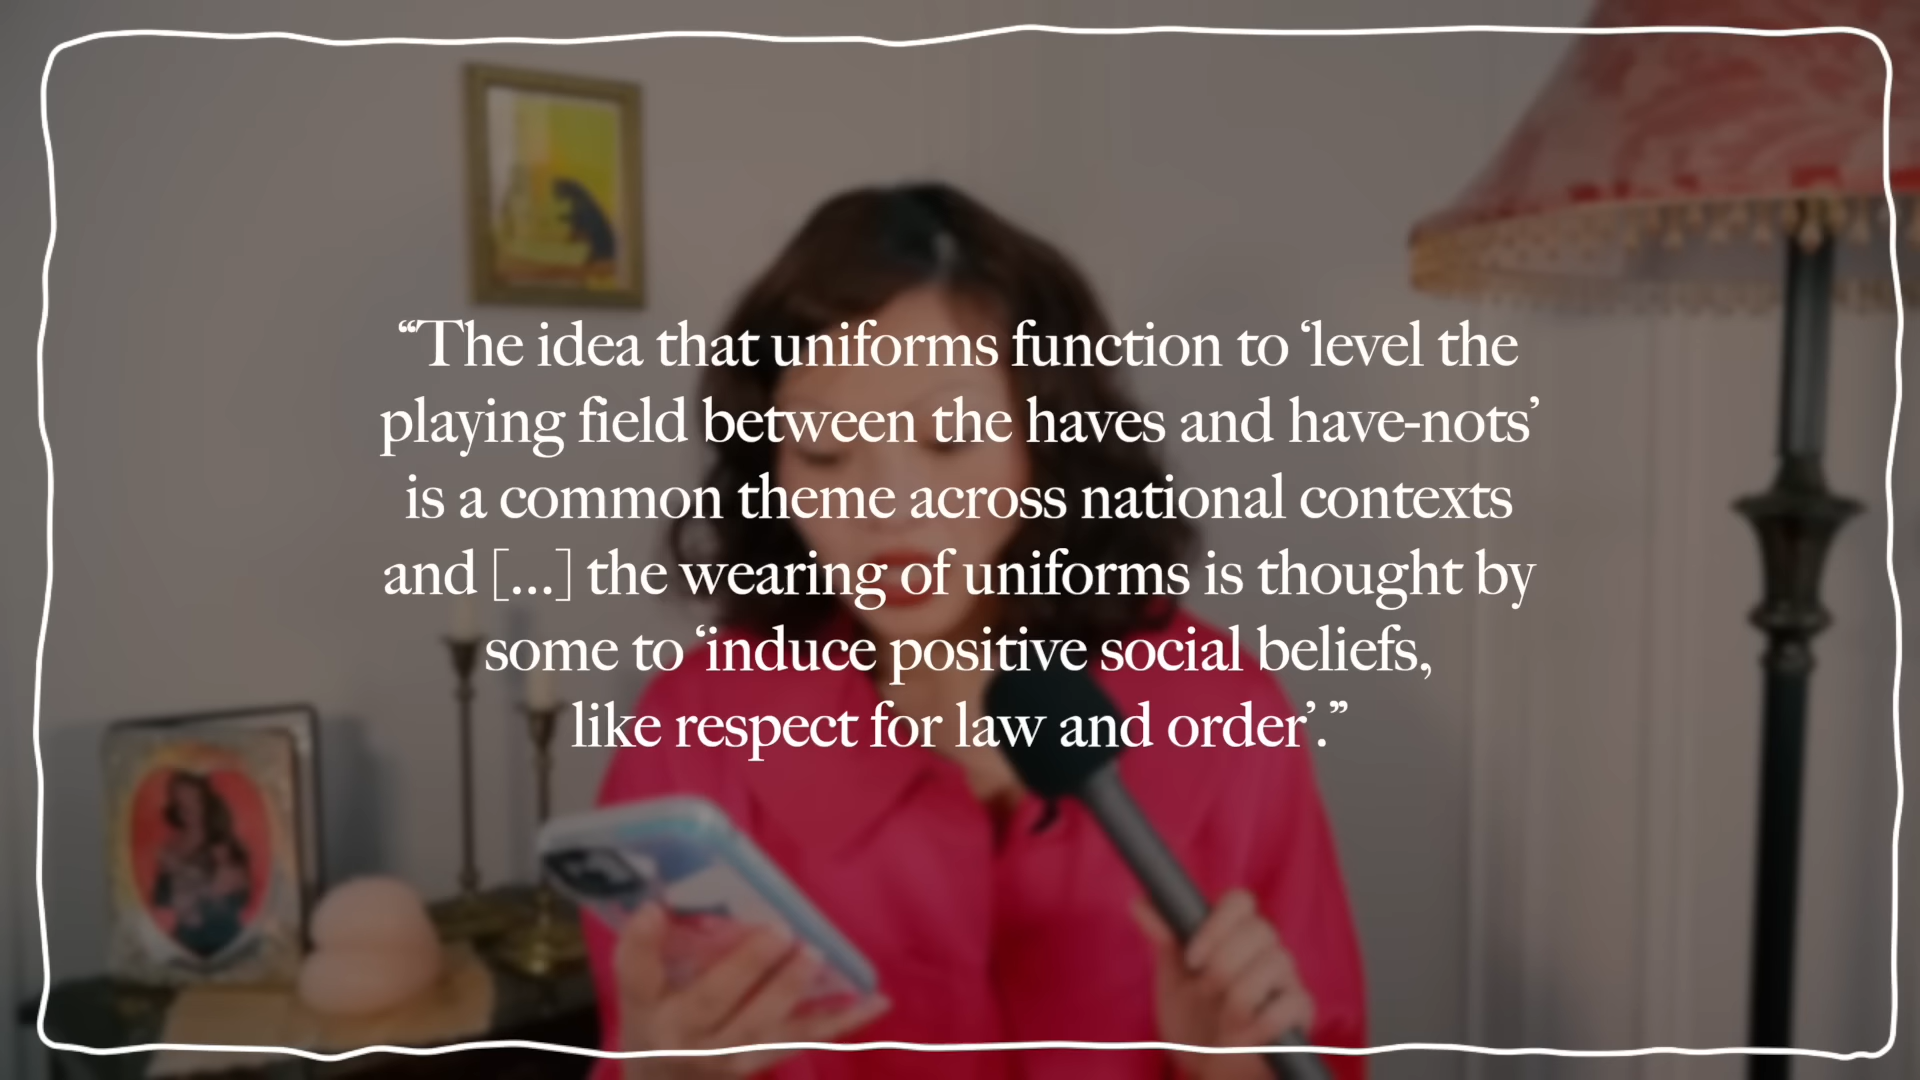 “The idea that uniforms function to ‘level the
playing field between the haves and have-nots’
is a common theme across national contexts
and [...] the wearing of uniforms is thought by
some to ‘induce positive social beliefs,
like respect for law and order’.”